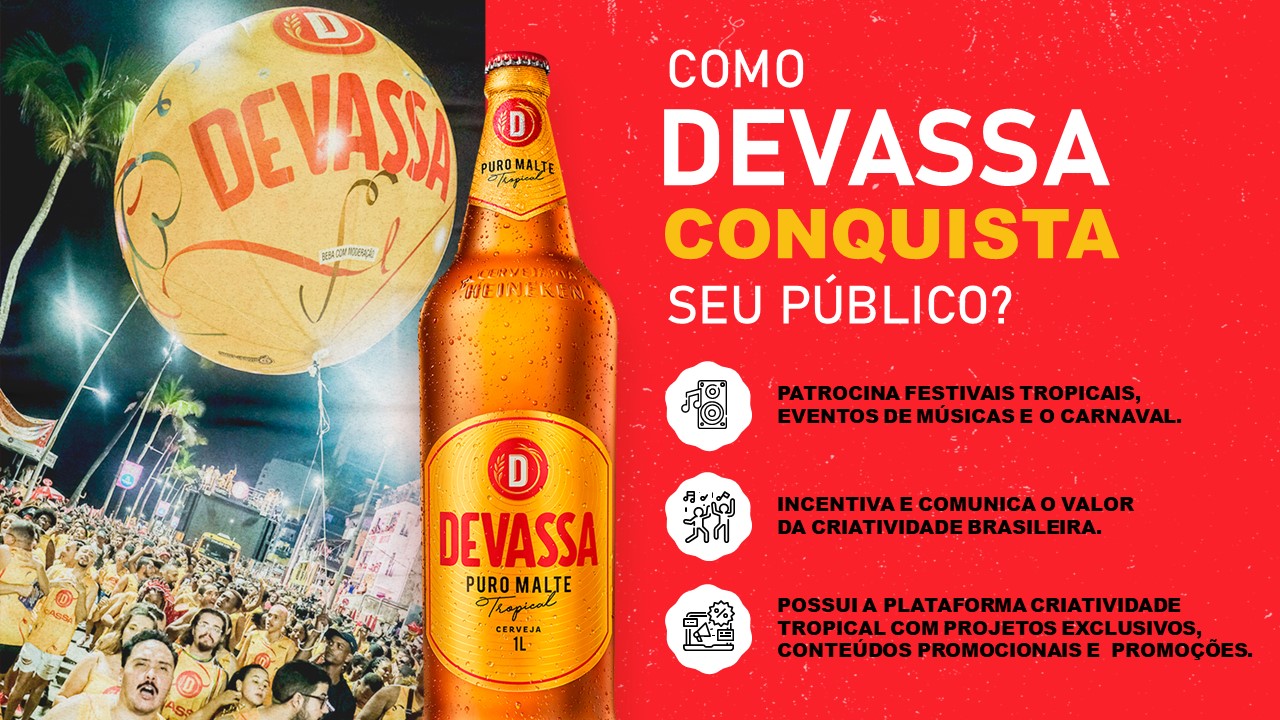 D
DEVASSA
BEBA COM MODERAÇÃO
D
PURO MALTE
Tropical
CERVEJARIA
HEINEKEN
D
DEVASSA
PURO MALTE
Tropical
CERVEJA
1L
COMO
DEVASSA
CONQUISTA
SEU PÚBLICO?
PATROCINA FESTIVAIS TROPICAIS,
EVENTOS DE MÚSICAS E O CARNAVAL.
INCENTIVA E COMUNICA O VALOR
DA CRIATIVIDADE BRASILEIRA.
POSSUI A PLATAFORMA CRIATIVIDADE
TROPICAL COM PROJETOS EXCLUSIVOS,
CONTEÚDOS PROMOCIONAIS E  PROMOÇÕES.